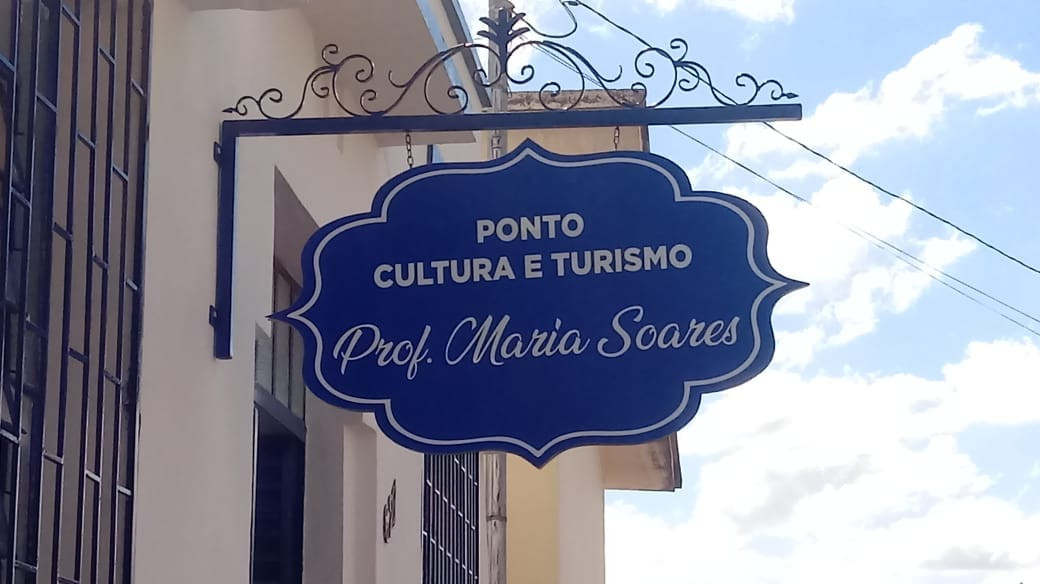 PONTO
CULTURA E TURISMO
Prof. Maria Soares